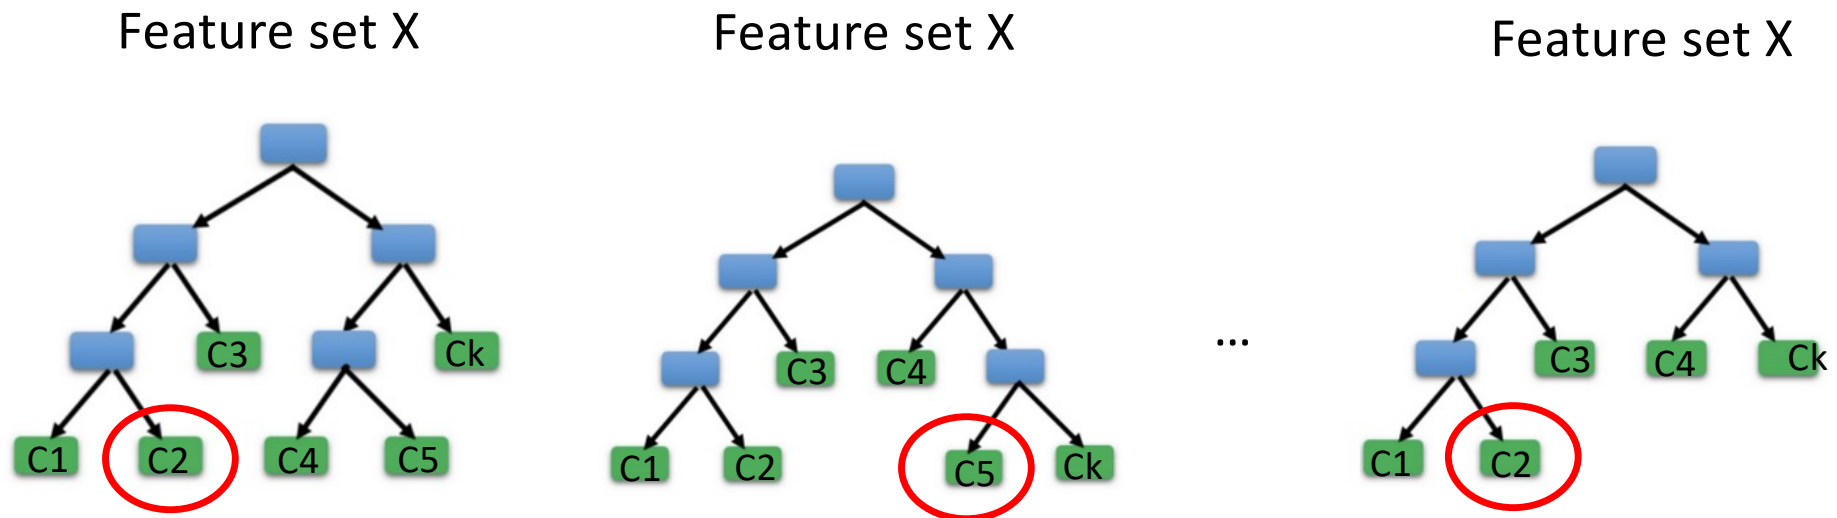 Feature set X
Feature set X
Feature set X
C3
Ck
C1
C2
C4
C5
C3
C4
C1
C2
C5
Ck
...
C3
C4
Ck
C1
C2